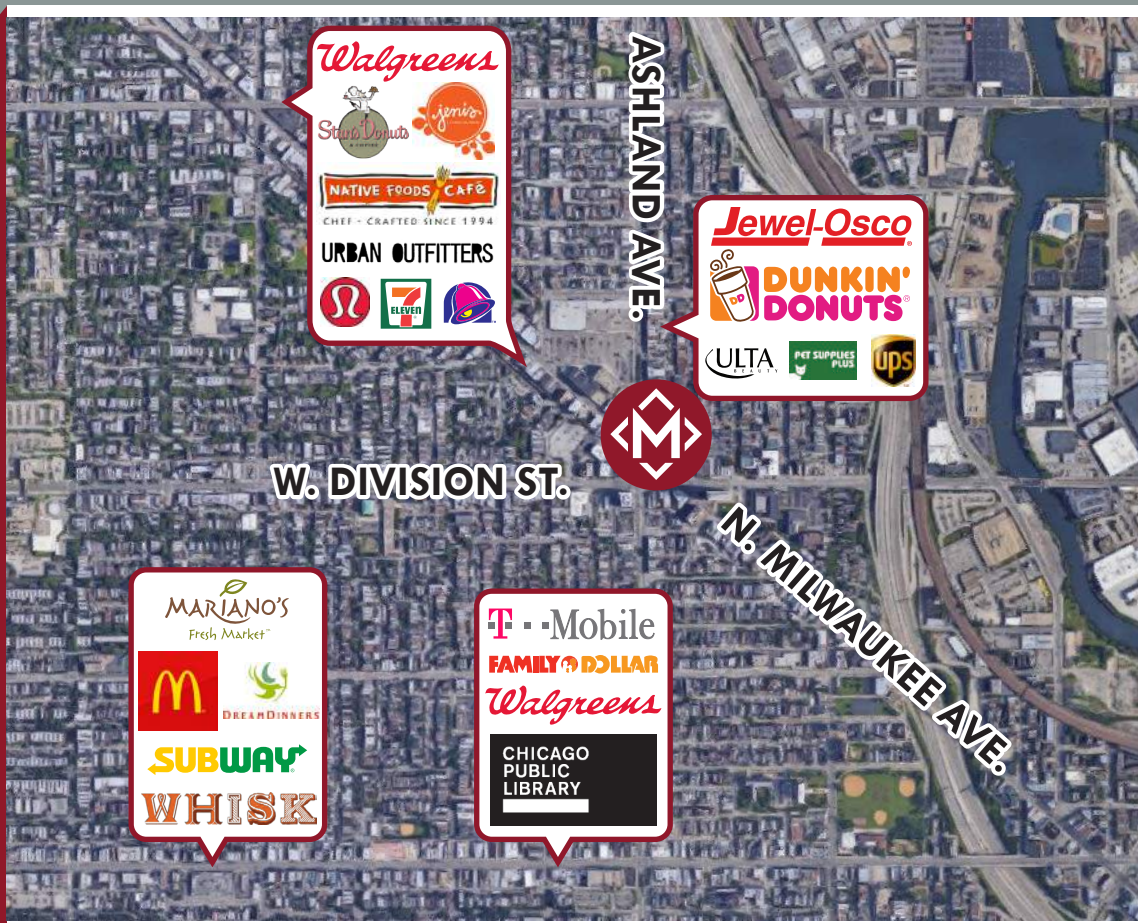 Walgreens
Stan's Donuts
& COFFEE
jeni's
NATIVE FOODS CAFÉ
CHEF - CRAFTED SINCE 1994
URBAN OUTFITTERS
7
ELEVEN
ASHLAND AVE.
Jewel-Osco
DUNKIN'
DONUTS
DD
ULTA
BEAUTY
PET SUPPLIES
PLUS
ups
M
W. DIVISION ST.
N. MILWAUKEE AVE.
MARIANO'S
Fresh Market
M
DREAMDINNERS
SUBWAY
WHISK
T Mobile
FAMILY DOLLAR
Walgreens
CHICAGO
PUBLIC
LIBRARY